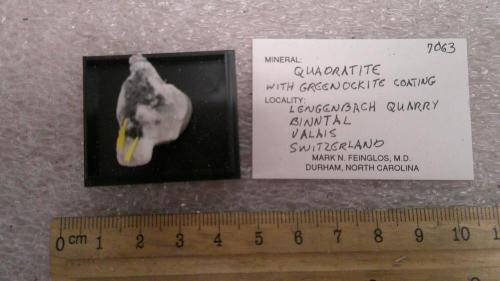 7063
MINERAL:
QUADRATITE
WITH GREENOCKITE COATING
LOCALITY:
LENGENBACH QUARRY
BINNTAL
VALAIS
SWITZERLAND
MARK N. FEINGLOS, M.D.
DURHAM, NORTH CAROLINA
0 cm 1 2 3 4 5 6 7 8 9 10